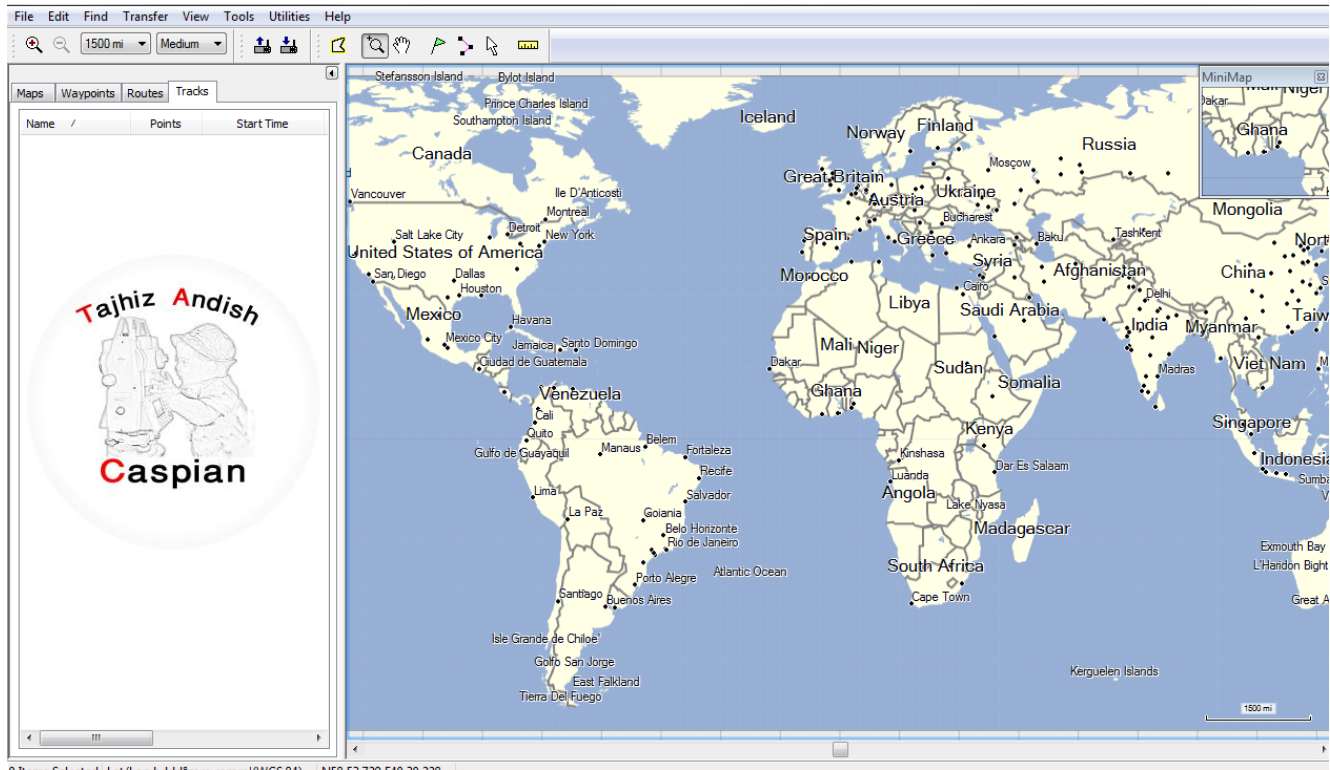 File Edit Find Transfer View Tools Utilities Help
1500 mi Medium
Maps Waypoints Routes Tracks
Name / Points Start Time
Tajhiz Andish
Caspian
MiniMap
Dakar
Ghana
Stefansson Island Bylot Island
Prince Charles Island
Southampton Island
Iceland
Norway Finland
Russia
Canada
Moscow
Great Britain
Vancouver
Ile D'Anticosti
Austria Ukraine
Montreal
Bucharest
Mongolia
Salt Lake City Detroit New York
Spain Greece Ankara Baku Tashkent
United States of America
Syria
San Diego Dallas
Morocco
Afghanistan China
Houston
Libya
Cairo
Delhi
Mexico
Saudi Arabia
Havana
India Myanmar
Mexico City
Jamaica Santo Domingo
Mali Niger
Ciudad de Guatemala
Dakar
Sudan
Madras
Viet Nam
Somalia
Venezuela
Ghana
Cali
Singapore
Quito
Kenya
Gulfo de Guayaquil
Manaus Belem
Fortaleza
Kinshasa
Indonesia
Recife
Dar Es Salaam
Luanda
Lima
Salvador
Angola
La Paz
Goiania
Lake Nyasa
Belo Horizonte
Madagascar
Rio de Janeiro
Exmouth Bay
Porto Alegre
Atlantic Ocean
South Africa
L'Haridon Bight
Santiago
Buenos Aires
Cape Town
Isle Grande de Chiloe'
Golfo San Jorge
Kerguelen Islands
East Falkland
Tierra Del Fuego
1500 mi